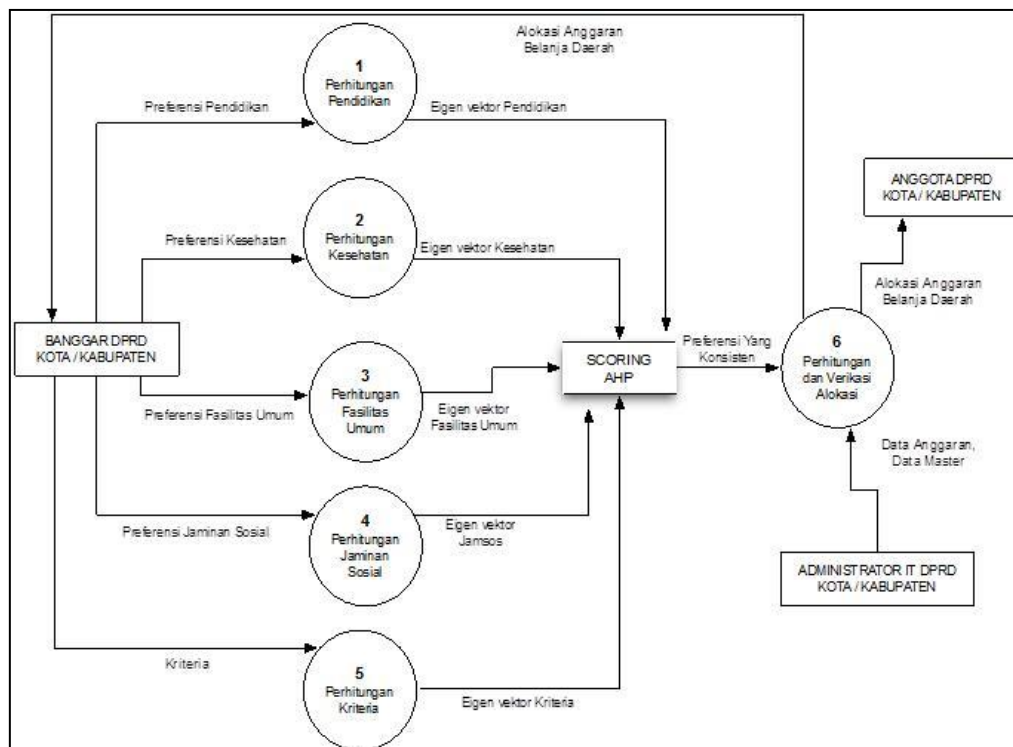 Alokasi Anggaran
Belanja Daerah
1
Perhitungan
Pendidikan
Preferensi Pendidikan
Eigen vektor Pendidikan
ANGGOTA DPRD
KOTA / KABUPATEN
2
Perhitungan
Kesehatan
Preferensi Kesehatan
Eigen vektor Kesehatan
Alokasi Anggaran
Belanja Daerah
BANGGAR DPRD
KOTA / KABUPATEN
SCORING
AHP
Preferensi Yang
Konsisten
6
Perhitungan
dan Verikasi
Alokasi
3
Perhitungan
Fasilitas
Umum
Preferensi Fasilitas Umum
Eigen vektor
Fasilitas Umum
Data Anggaran,
Data Master
4
Perhitungan
Jaminan
Sosial
Preferensi Jaminan Sosial
Eigen vektor
Jamsos
ADMINISTRATOR IT DPRD
KOTA / KABUPATEN
Kriteria
5
Perhitungan
Kriteria
Eigen vektor Kriteria